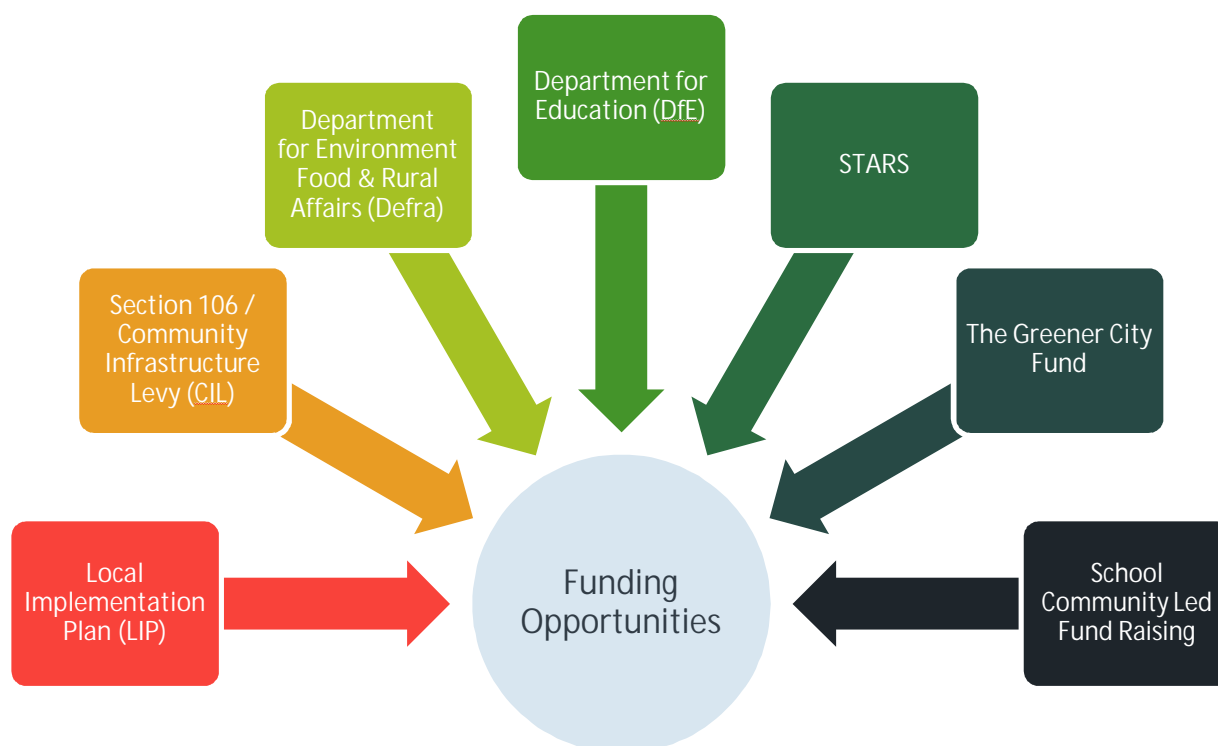 Local
Implementation
Plan (LIP)
Section 106 /
Community
Infrastructure
Levy (CIL)
Department
for Environment
Food & Rural
Affairs (Defra)
Department for
Education (DfE)
STARS
The Greener City
Fund
School
Community Led
Fund Raising
Funding
Opportunities